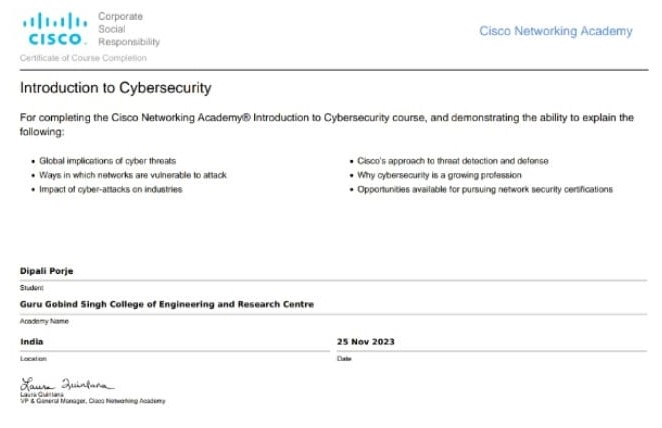 Corporate
Social
CISCO Responsibility
Cisco Networking Academy
Certificate of Course Completion
Introduction to Cybersecurity
For completing the Cisco Networking Academy® Introduction to Cybersecurity course, and demonstrating the ability to explain the
following:
• Global implications of cyber threats
• Ways in which networks are vulnerable to attack
• Impact of cyber-attacks on industries
• Cisco's approach to threat detection and defense
• Why cybersecurity is a growing profession
• Opportunities available for pursuing network security certifications
Dipali Porje
Student
Guru Gobind Singh College of Engineering and Research Centre
Academy Name
India
Location
25 Nov 2023
Date
Laura Quintana
Laura Quintana
VP & General Manager, Cisco Networking Academy